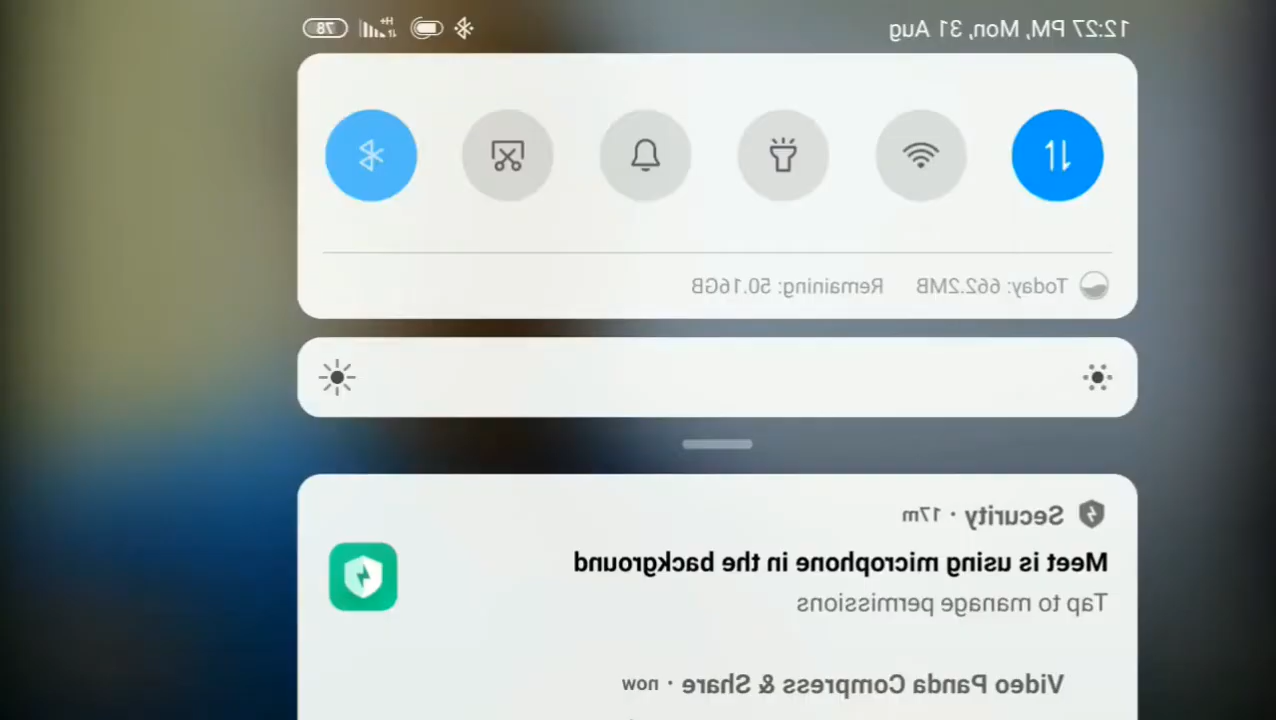 12:27 PM, Mon, 31 Aug
H+
78
Today: 662.2MB Remaining: 50.16GB
Security · 17m
Meet is using microphone in the background
Tap to manage permissions
Video Panda Compress & Share · now